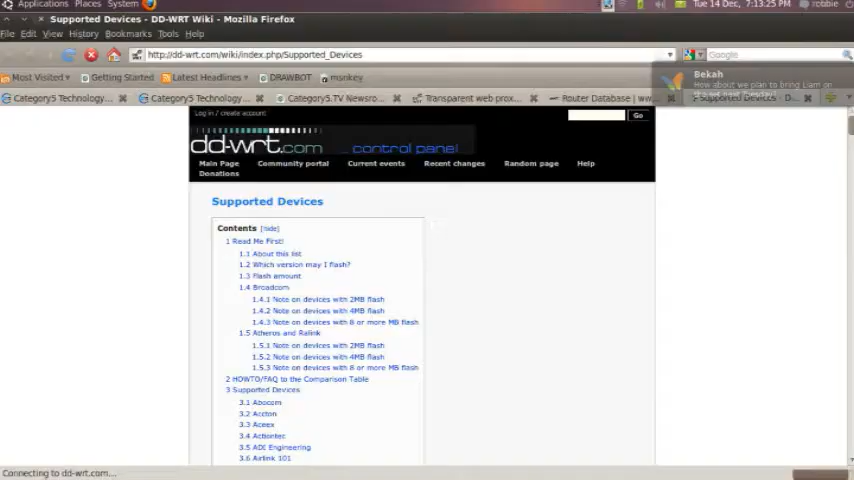 Applications Places System Tue 14 Dec, 7:13:25 PM robbie
Supported Devices - DD-WRT Wiki - Mozilla Firefox
File Edit View History Bookmarks Tools Help
http://dd-wrt.com/wiki/index.php/Supported_Devices Google
Most Visited Getting Started Latest Headlines DRAWBOT msnkey
Bekah
How about we plan to bring Liam on
Category5 Technology... Category5 Technology... Category5.TV Newsro... Transparent web prox... Router Database | ww... Supported Devices - D...
Log in / create account Go
dd-wrt.com ... control panel
Main Page Community portal Current events Recent changes Random page Help
Donations
Supported Devices
Contents [hide]
1 Read Me First!
1.1 About this list
1.2 Which version may I flash?
1.3 Flash amount
1.4 Broadcom
1.4.1 Note on devices with 2MB flash
1.4.2 Note on devices with 4MB flash
1.4.3 Note on devices with 8 or more MB flash
1.5 Atheros and Ralink
1.5.1 Note on devices with 2MB flash
1.5.2 Note on devices with 4MB flash
1.5.3 Note on devices with 8 or more MB flash
2 HOWTO/FAQ to the Comparison Table
3 Supported Devices
3.1 Abocom
3.2 Accton
3.3 Aceex
3.4 Actiontec
3.5 ADI Engineering
3.6 Airlink 101
Connecting to dd-wrt.com...